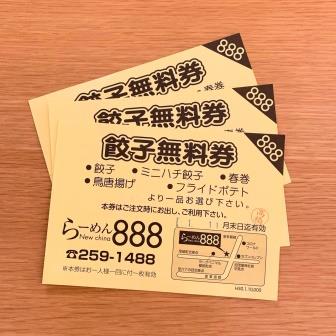 888
餃子無料券
888
餃子無料券
888
餃子無料券
●餃子 ●ミニハチ餃子 ●春巻
●鳥唐揚げ ●フライドポテト
より一品お選び下さい。
本券はご注文時にお出し、ご利用下さい。
らーめん888
New china
11月末日迄有効
☎259-1488
※本券はお一人様一回に付一枚有効
らーめん
888